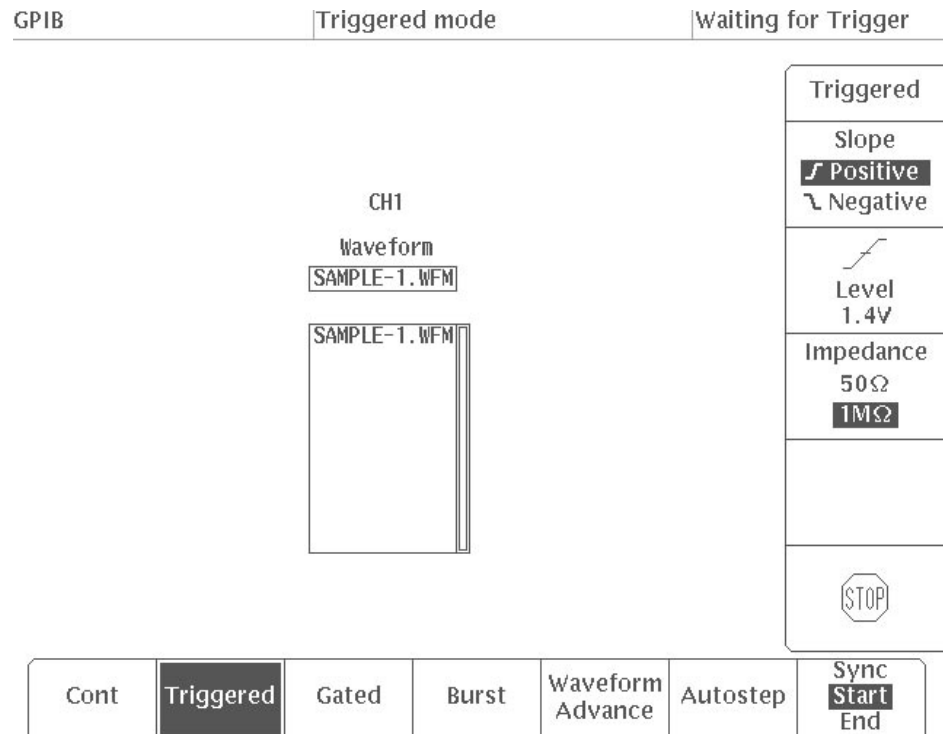 GPIB Triggered mode Waiting for Trigger
Triggered
Slope
Positive
Negative
Level
1.4V
Impedance
50Ω
1MΩ
STOP
CH1
Waveform
SAMPLE-1.WFM
SAMPLE-1.WFM
Cont
Triggered
Gated
Burst
Waveform
Advance
Autostep
Sync
Start
End